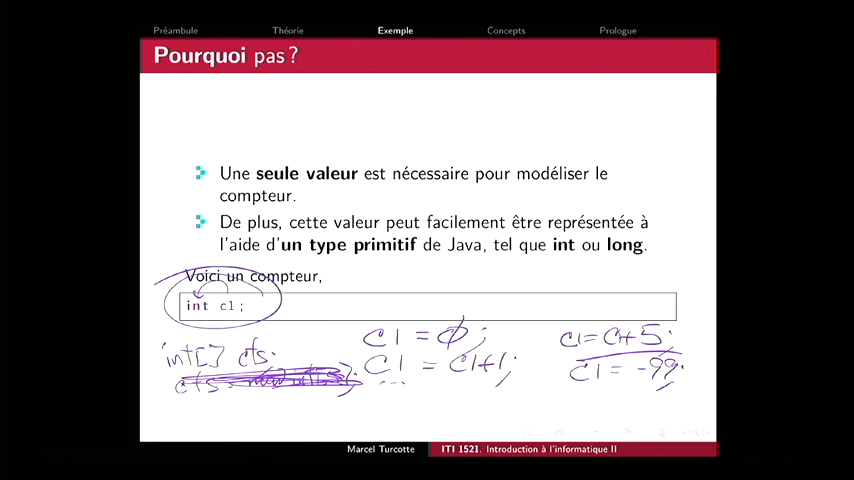 Préambule Théorie Exemple Concepts Prologue
Pourquoi pas ?
Une seule valeur est nécessaire pour modéliser le
compteur.
De plus, cette valeur peut facilement être représentée à
l'aide d'un type primitif de Java, tel que int ou long.
Voici un compteur,
int c1;
c1 = 0;
c1 = c1+1;
...
c1 = c1+5;
c1 = -99;
int[] cts;
cts
Marcel Turcotte ITI 1521. Introduction à l'informatique II